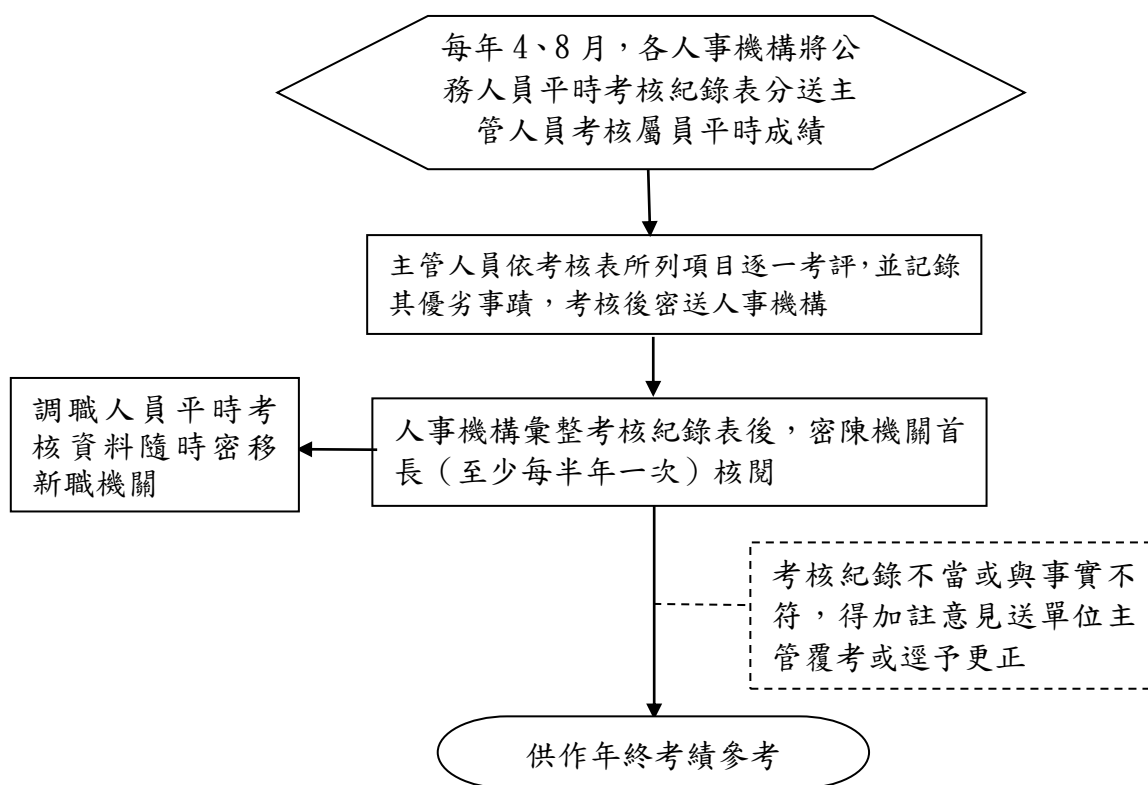 每年 4、8 月，各人事機構將公
務人員平時考核紀錄表分送主
管人員考核屬員平時成績
主管人員依考核表所列項目逐一考評，並記錄
其優劣事蹟，考核後密送人事機構
調職人員平時考
核資料隨時密移
新職機關
人事機構彙整考核紀錄表後，密陳機關首
長（至少每半年一次）核閱
考核紀錄不當或與事實不
符，得加註意見送單位主
管覆考或逕予更正
供作年終考績參考